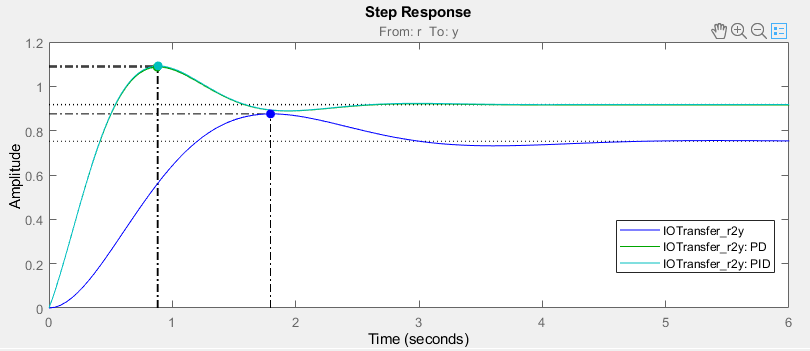 Step Response
From: r To: y
1.2
1
0.8
0.6
0.4
0.2
0
Amplitude
IOTransfer_r2y
IOTransfer_r2y: PD
IOTransfer_r2y: PID
0 1 2 3 4 5 6
Time (seconds)